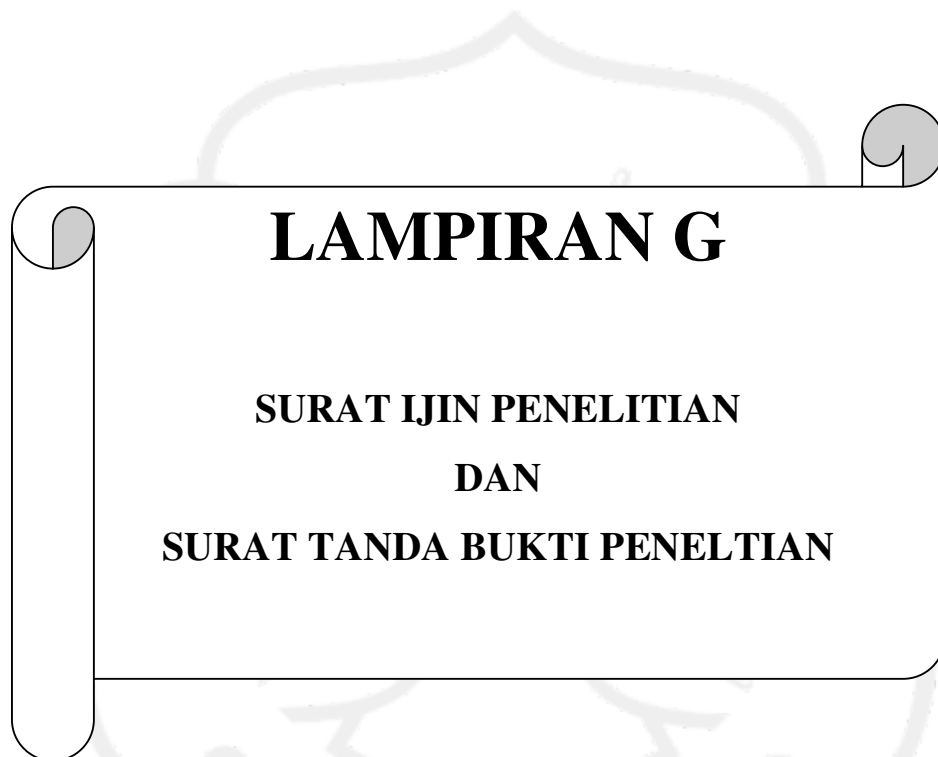 LAMPIRAN G
SURAT IJIN PENELITIAN
DAN
SURAT TANDA BUKTI PENELTIAN